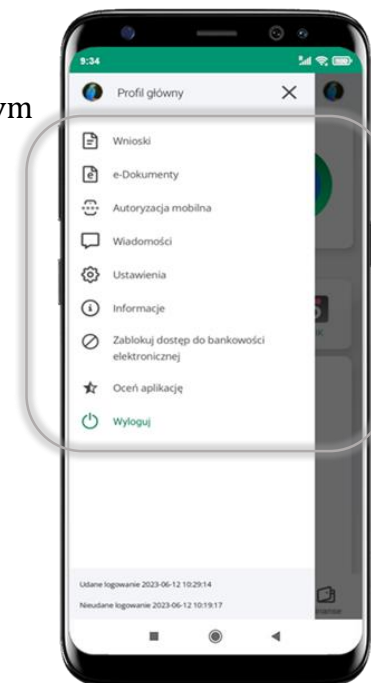 ym
9:34
Profil główny
Wnioski
e-Dokumenty
Autoryzacja mobilna
Wiadomości
Ustawienia
Informacje
Zablokuj dostęp do bankowości
elektronicznej
Oceń aplikację
Wyloguj
Udane logowanie 2023-06-12 10:29:14
Nieudane logowanie 2023-06-12 10:19:17